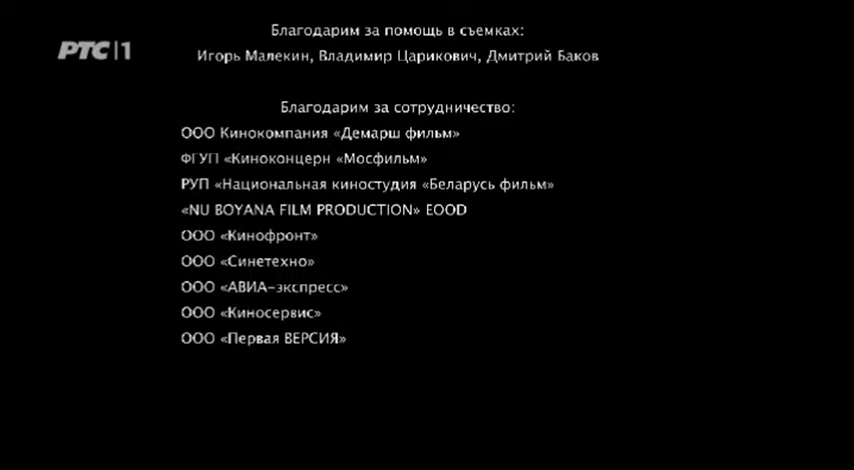 Благодарим за помощь в съемках:
РТС|1
Игорь Малекин, Владимир Царикович, Дмитрий Баков
Благодарим за сотрудничество:
ООО Кинокомпания «Демарш фильм»
ФГУП «Киноконцерн «Мосфильм»
РУП «Национальная киностудия «Беларусь фильм»
«NU BOYANA FILM PRODUCTION» EOOD
ООО «Кинофронт»
ООО «Синетехно»
ООО «АВИА-экспресс»
ООО «Киносервис»
ООО «Первая ВЕРСИЯ»